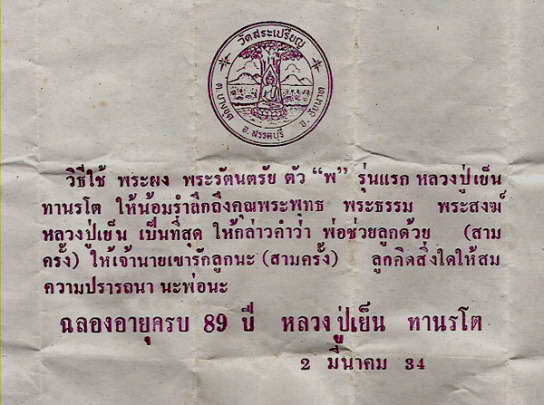 วัดสระเปรียญ
ต. บางขุด อ. สรรคบุรี จ. ชัยนาท
วิธีใช้ พระผง พระรัตนตรัย ตัว “พ” รุ่นแรก หลวงปู่เย็น
ทานรโต ให้น้อมรำลึกถึงคุณพระพุทธ พระธรรม พระสงฆ์
หลวงปู่เย็น เป็นที่สุด ให้กล่าวคำว่า พ่อช่วยลูกด้วย (สาม
ครั้ง) ให้เจ้านายเขารักลูกนะ (สามครั้ง) ลูกคิดสิ่งใดให้สม
ความปรารถนา นะพ่อนะ
ฉลองอายุครบ 89 ปี หลวงปู่เย็น ทานรโต
2 มีนาคม 34